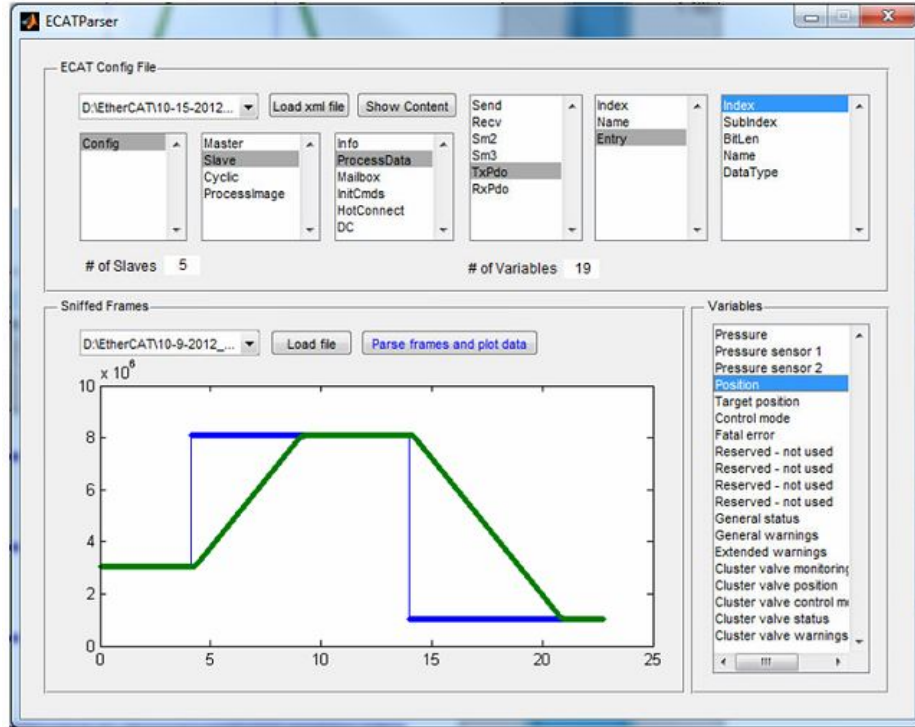 ECATParser
ECAT Config File
D:\EtherCAT\10-15-2012...
Load xml file
Show Content
Config
Master
Slave
Cyclic
ProcessImage
Info
ProcessData
Mailbox
InitCmds
HotConnect
DC
Send
Recv
Sm2
Sm3
TxPdo
RxPdo
Index
Name
Entry
Index
SubIndex
BitLen
Name
DataType
# of Slaves 5
# of Variables 19
Sniffed Frames
D:\EtherCAT\10-9-2012_...
Load file
Parse frames and plot data
x 10^6
10
8
6
4
2
0
0 5 10 15 20 25
Variables
Pressure
Pressure sensor 1
Pressure sensor 2
Position
Target position
Control mode
Fatal error
Reserved - not used
Reserved - not used
Reserved - not used
Reserved - not used
General status
General warnings
Extended warnings
Cluster valve monitoring
Cluster valve position
Cluster valve control m
Cluster valve status
Cluster valve warnings